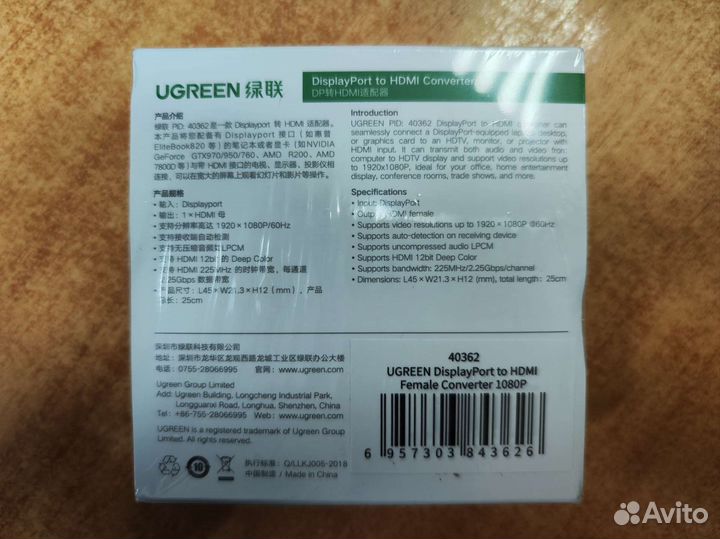 UGREEN 绿联
DisplayPort to HDMI Converter
DP转HDMI适配器
产品介绍
绿联 PID: 40362是一款 Displayport 转 HDMI 适配器。
本产品将您配备有 Displayport 接口（如惠普
EliteBook820 等）的笔记本或者显卡（如NVIDIA
GeForce GTX970/950/760、AMD R200、AMD
7800D 等）与带 HDMI 接口的电视、显示器、投影仪相
连接，可以在宽大的屏幕上观看幻灯片和影片等操作。
产品规格
• 输入：Displayport
• 输出：1×HDMI 母
• 支持分辨率高达 1920×1080P/60Hz
• 支持接收端自动检测
• 支持无压缩音频如LPCM
• 支持 HDMI 12bit的 Deep Color
• 支持 HDMI 225MHz 的时钟带宽，每通道
2.25Gbps 数据带宽
• 产品尺寸：L45×W21.3×H12（mm），产品
总长：25cm
Introduction
UGREEN PID: 40362 DisplayPort to HDMI converter can
seamlessly connect a DisplayPort-equipped laptop, desktop,
or graphics card to an HDTV, monitor, or projector with
HDMI input. It can transmit both audio and video from
computer to HDTV display and support video resolutions up
to 1920x1080P, ideal for your office, home entertainment
display, conference rooms, trade shows, and more.
Specifications
• Input: DisplayPort
• Output: HDMI female
• Supports video resolutions up to 1920 × 1080P @60Hz
• Supports auto-detection on receiving device
• Supports uncompressed audio LPCM
• Supports HDMI 12bit Deep Color
• Supports bandwidth: 225MHz/2.25Gbps/channel
• Dimensions: L45×W21.3×H12 (mm), total length: 25cm
深圳市绿联科技有限公司
地址：深圳市龙华区龙观西路龙城工业区绿联办公大楼
电话：0755-28066995 官网：www.ugreen.com
Ugreen Group Limited
Add: Ugreen Building, Longcheng Industrial Park,
Longguanxi Road, Longhua, Shenzhen, China
Tel: +86-755-28066995 Web: www.ugreen.com
UGREEN is a registered trademark of Ugreen Group
Limited. All rights reserved.
10
执行标准：Q/LLKJ005-2018
中国制造 / Made in China
40362
UGREEN DisplayPort to HDMI
Female Converter 1080P
6 957303 843626
Avito